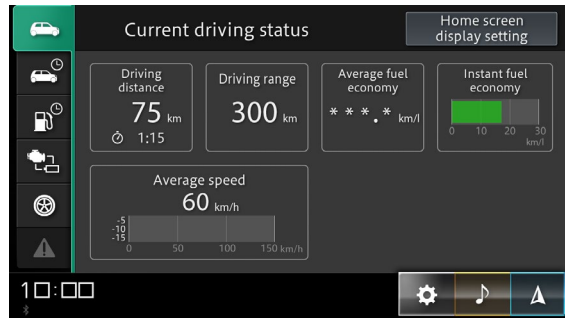 Current driving status
Home screen
display setting
Driving
distance
75 km
1:15
Driving range
300 km
Average fuel
economy
***.* km/l
Instant fuel
economy
0 10 20 30
km/l
Average speed
60 km/h
-5
-10
-15
0 50 100 150 km/h
1□:□□